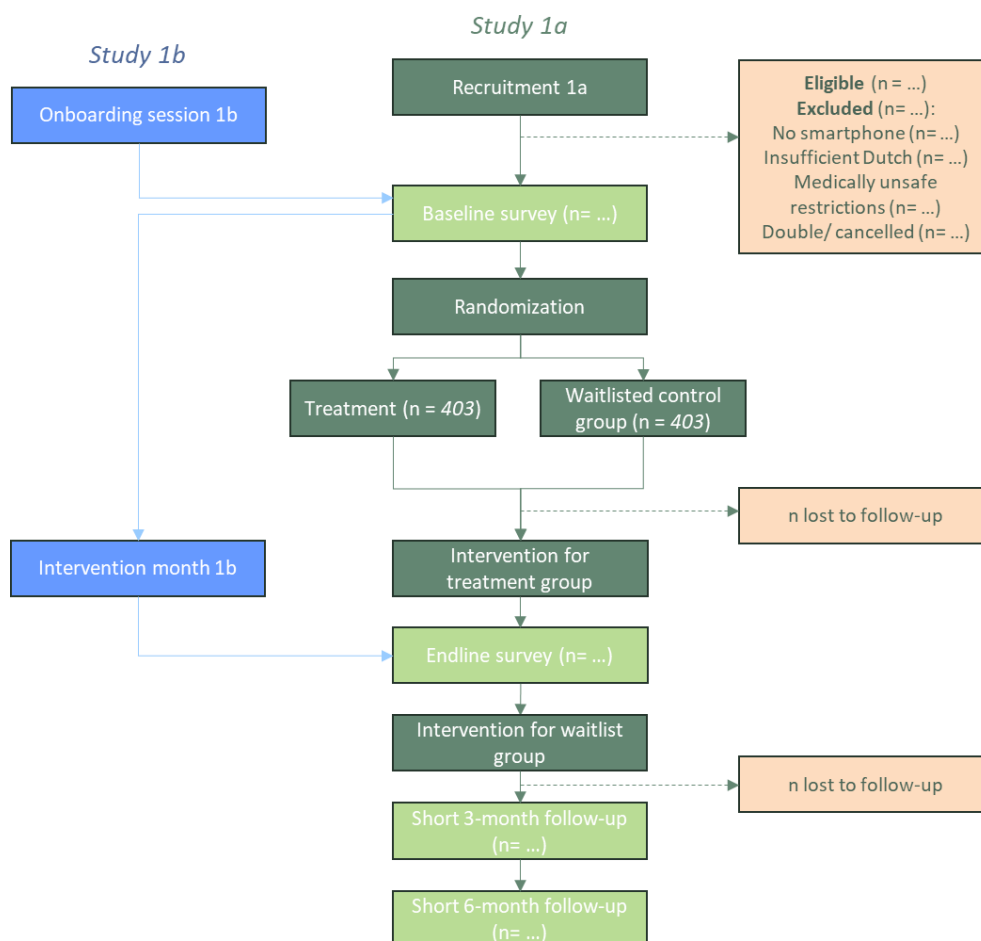 Study 1a
Study 1b
Recruitment 1a
Onboarding session 1b
Eligible (n = ...)
Excluded (n= ...):
No smartphone (n= ...)
Insufficient Dutch (n= ...)
Medically unsafe
restrictions (n= ...)
Double/ cancelled (n= ...)
Baseline survey (n= ...)
Randomization
Treatment (n = 403)
Waitlisted control
group (n = 403)
n lost to follow-up
Intervention month 1b
Intervention for
treatment group
Endline survey (n= ...)
Intervention for waitlist
group
n lost to follow-up
Short 3-month follow-up
(n= ...)
Short 6-month follow-up
(n= ...)